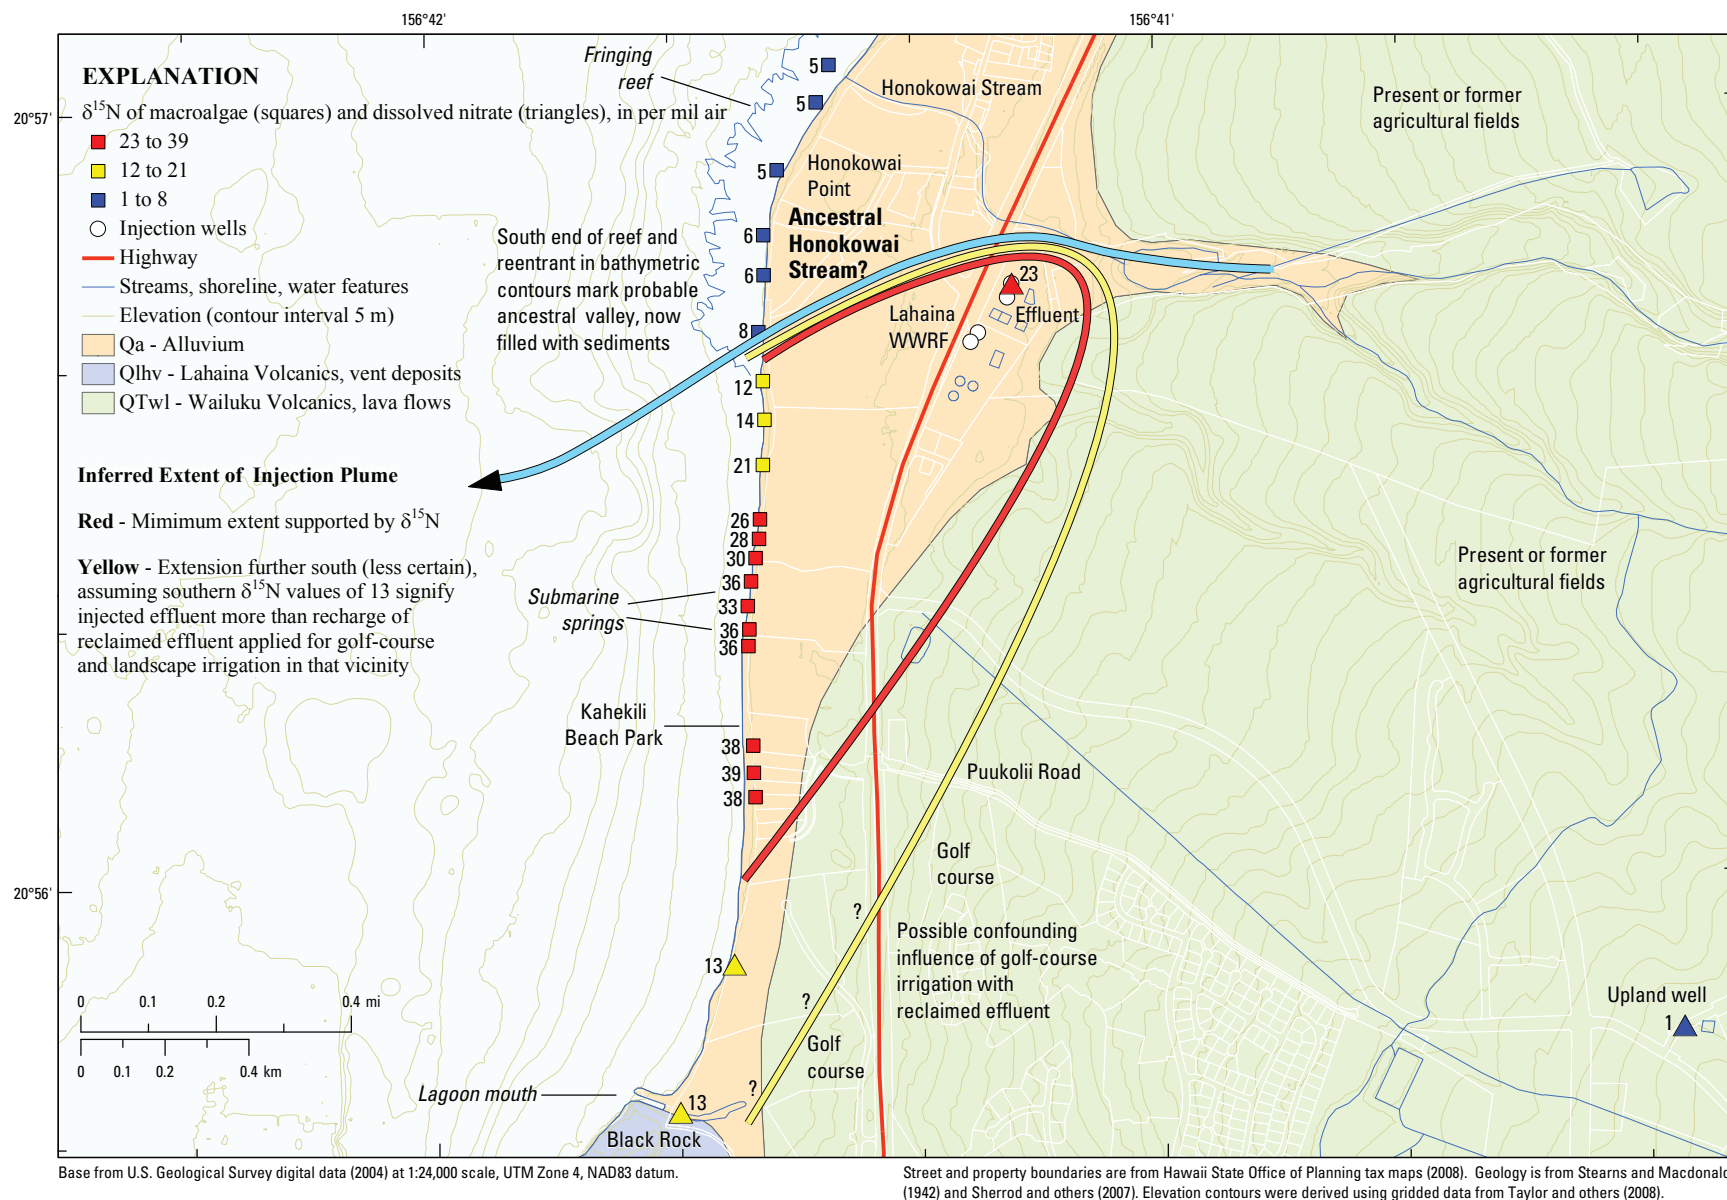 156°42'
156°41'
20°57'
20°56'
EXPLANATION
δ15N of macroalgae (squares) and dissolved nitrate (triangles), in per mil air
23 to 39
12 to 21
1 to 8
Injection wells
Highway
Streams, shoreline, water features
Elevation (contour interval 5 m)
Qa - Alluvium
Qlhv - Lahaina Volcanics, vent deposits
QTwl - Wailuku Volcanics, lava flows
Inferred Extent of Injection Plume
Red - Mimimum extent supported by δ15N
Yellow - Extension further south (less certain),
assuming southern δ15N values of 13 signify
injected effluent more than recharge of
reclaimed effluent applied for golf-course
and landscape irrigation in that vicinity
Fringing
reef
5
5
5
6
6
8
12
14
21
26
28
30
36
33
36
36
38
39
38
13
13
Honokowai Stream
Honokowai
Point
Ancestral
Honokowai
Stream?
South end of reef and
reentrant in bathymetric
contours mark probable
ancestral valley, now
filled with sediments
23
Effluent
Lahaina
WWRF
Present or former
agricultural fields
Present or former
agricultural fields
Submarine
springs
Kahekili
Beach Park
Puukolii Road
Golf
course
?
Possible confounding
influence of golf-course
irrigation with
reclaimed effluent
?
Golf
course
?
Upland well
1
Lagoon mouth
Black Rock
0 0.1 0.2 0.4 mi
0 0.1 0.2 0.4 km
Base from U.S. Geological Survey digital data (2004) at 1:24,000 scale, UTM Zone 4, NAD83 datum.
Street and property boundaries are from Hawaii State Office of Planning tax maps (2008). Geology is from Stearns and Macdonald
(1942) and Sherrod and others (2007). Elevation contours were derived using gridded data from Taylor and others (2008).